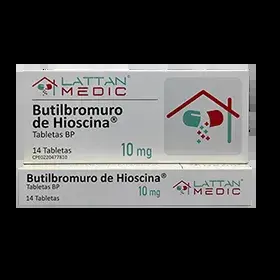 LATTAN®
MEDIC
Butilbromuro
de Hioscina®
Tabletas BP
14 Tabletas
CPE0220477810
10 mg
Butilbromuro de Hioscina®
Tabletas BP
10 mg
14 Tabletas
LATTAN®
MEDIC